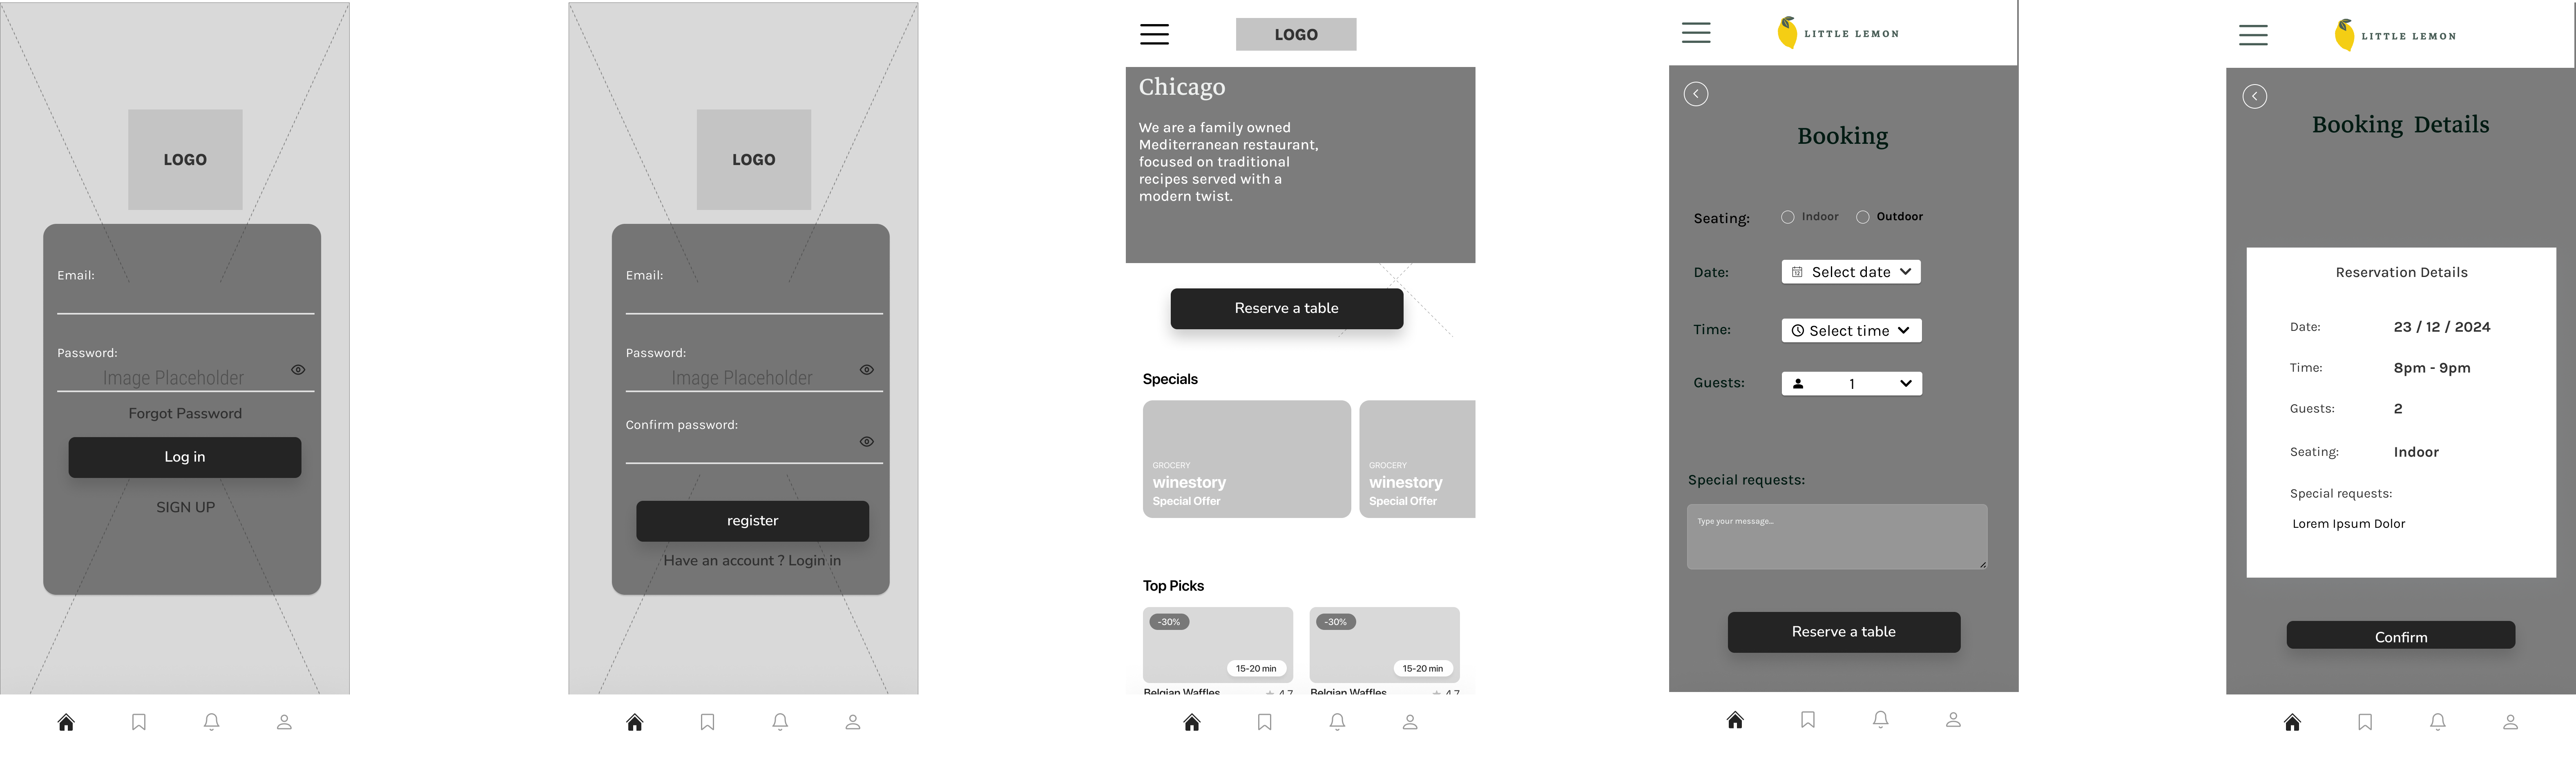 LOGO
Email:
Password:
Image Placeholder
Forgot Password
Log in
SIGN UP
LOGO
Email:
Password:
Image Placeholder
Confirm password:
register
Have an account ? Login in
LOGO
Chicago
We are a family owned
Mediterranean restaurant,
focused on traditional
recipes served with a
modern twist.
Reserve a table
Specials
GROCERY
winestory
Special Offer
GROCERY
winestory
Special Offer
Top Picks
-30%
15-20 min
-30%
15-20 min
Belgian Waffles
4.7
Belgian Waffles
4.7
LITTLE LEMON
Booking
Seating:
Indoor
Outdoor
Date:
Select date
Time:
Select time
Guests:
1
Special requests:
Type your message...
Reserve a table
LITTLE LEMON
Booking Details
Reservation Details
Date:
23 / 12 / 2024
Time:
8pm - 9pm
Guests:
2
Seating:
Indoor
Special requests:
Lorem Ipsum Dolor
Confirm